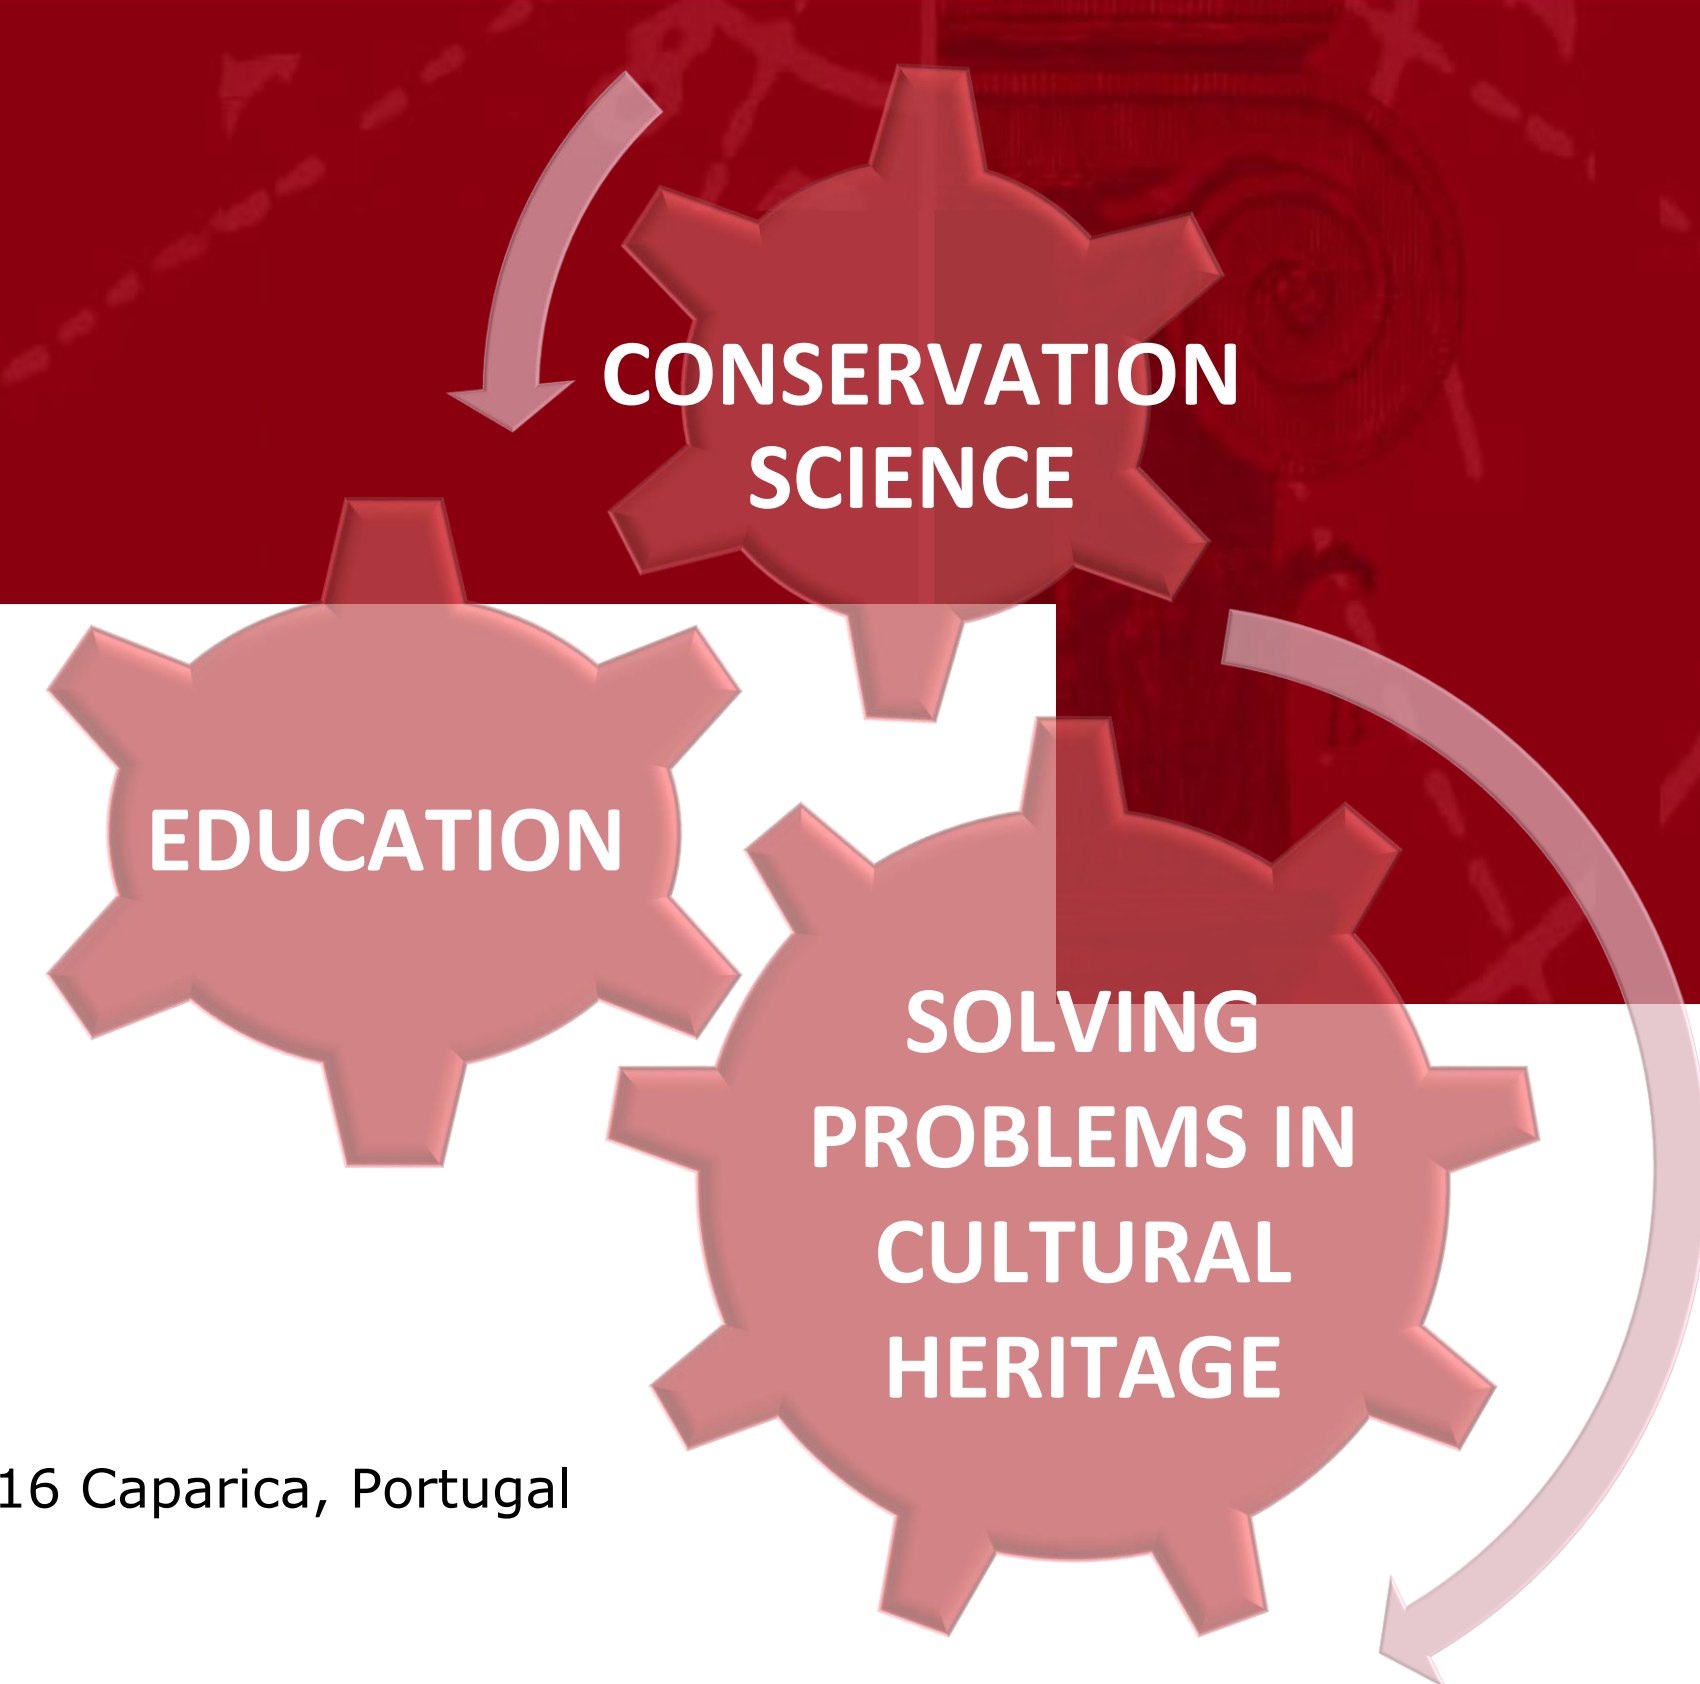 CONSERVATION
SCIENCE
EDUCATION
SOLVING
PROBLEMS IN
CULTURAL
HERITAGE
16 Caparica, Portugal